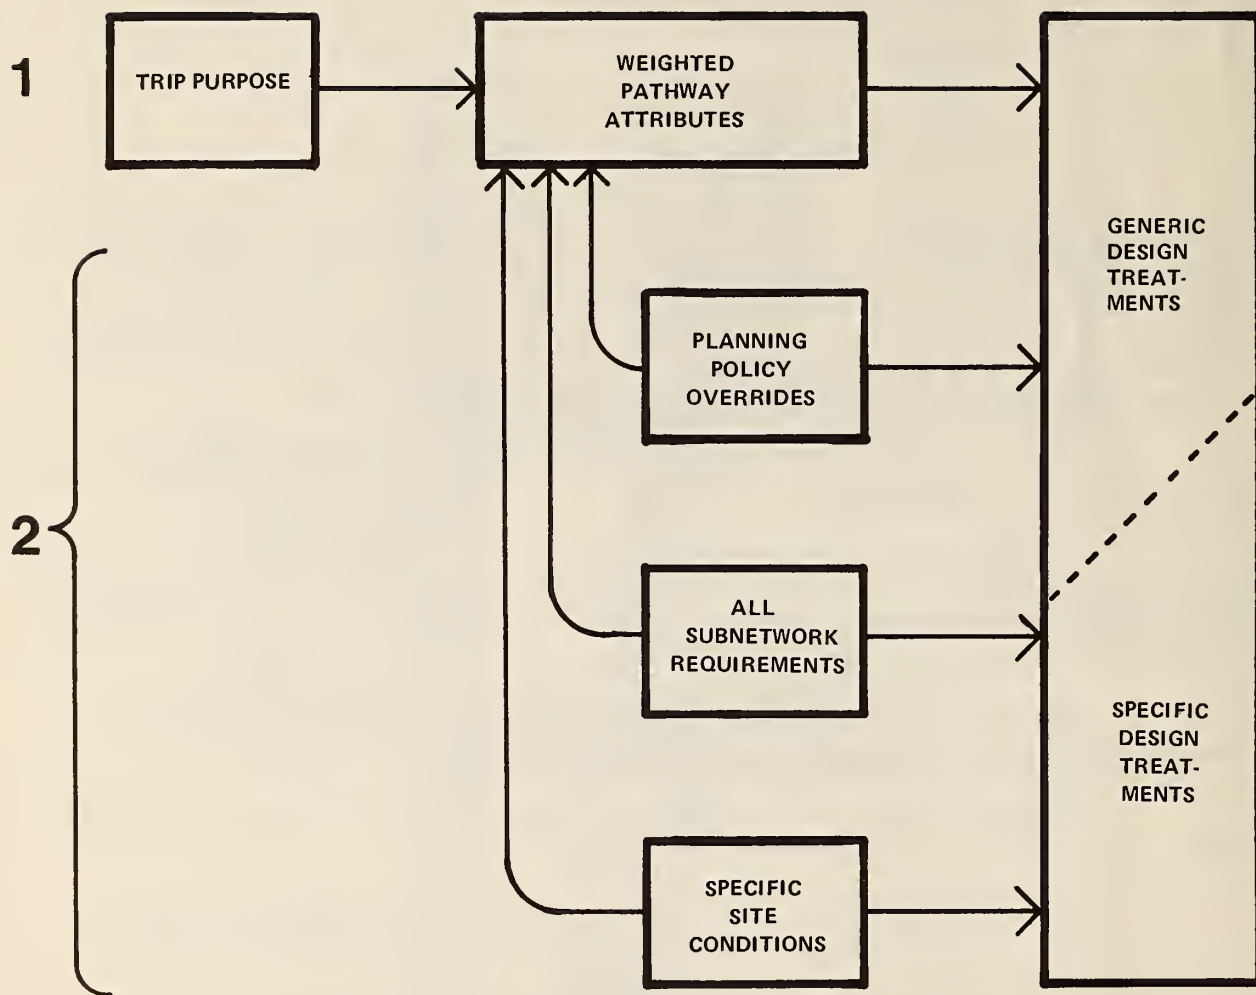 1
TRIP PURPOSE
WEIGHTED
PATHWAY
ATTRIBUTES
GENERIC
DESIGN
TREAT-
MENTS
PLANNING
POLICY
OVERRIDES
2
ALL
SUBNETWORK
REQUIREMENTS
SPECIFIC
DESIGN
TREAT-
MENTS
SPECIFIC
SITE
CONDITIONS